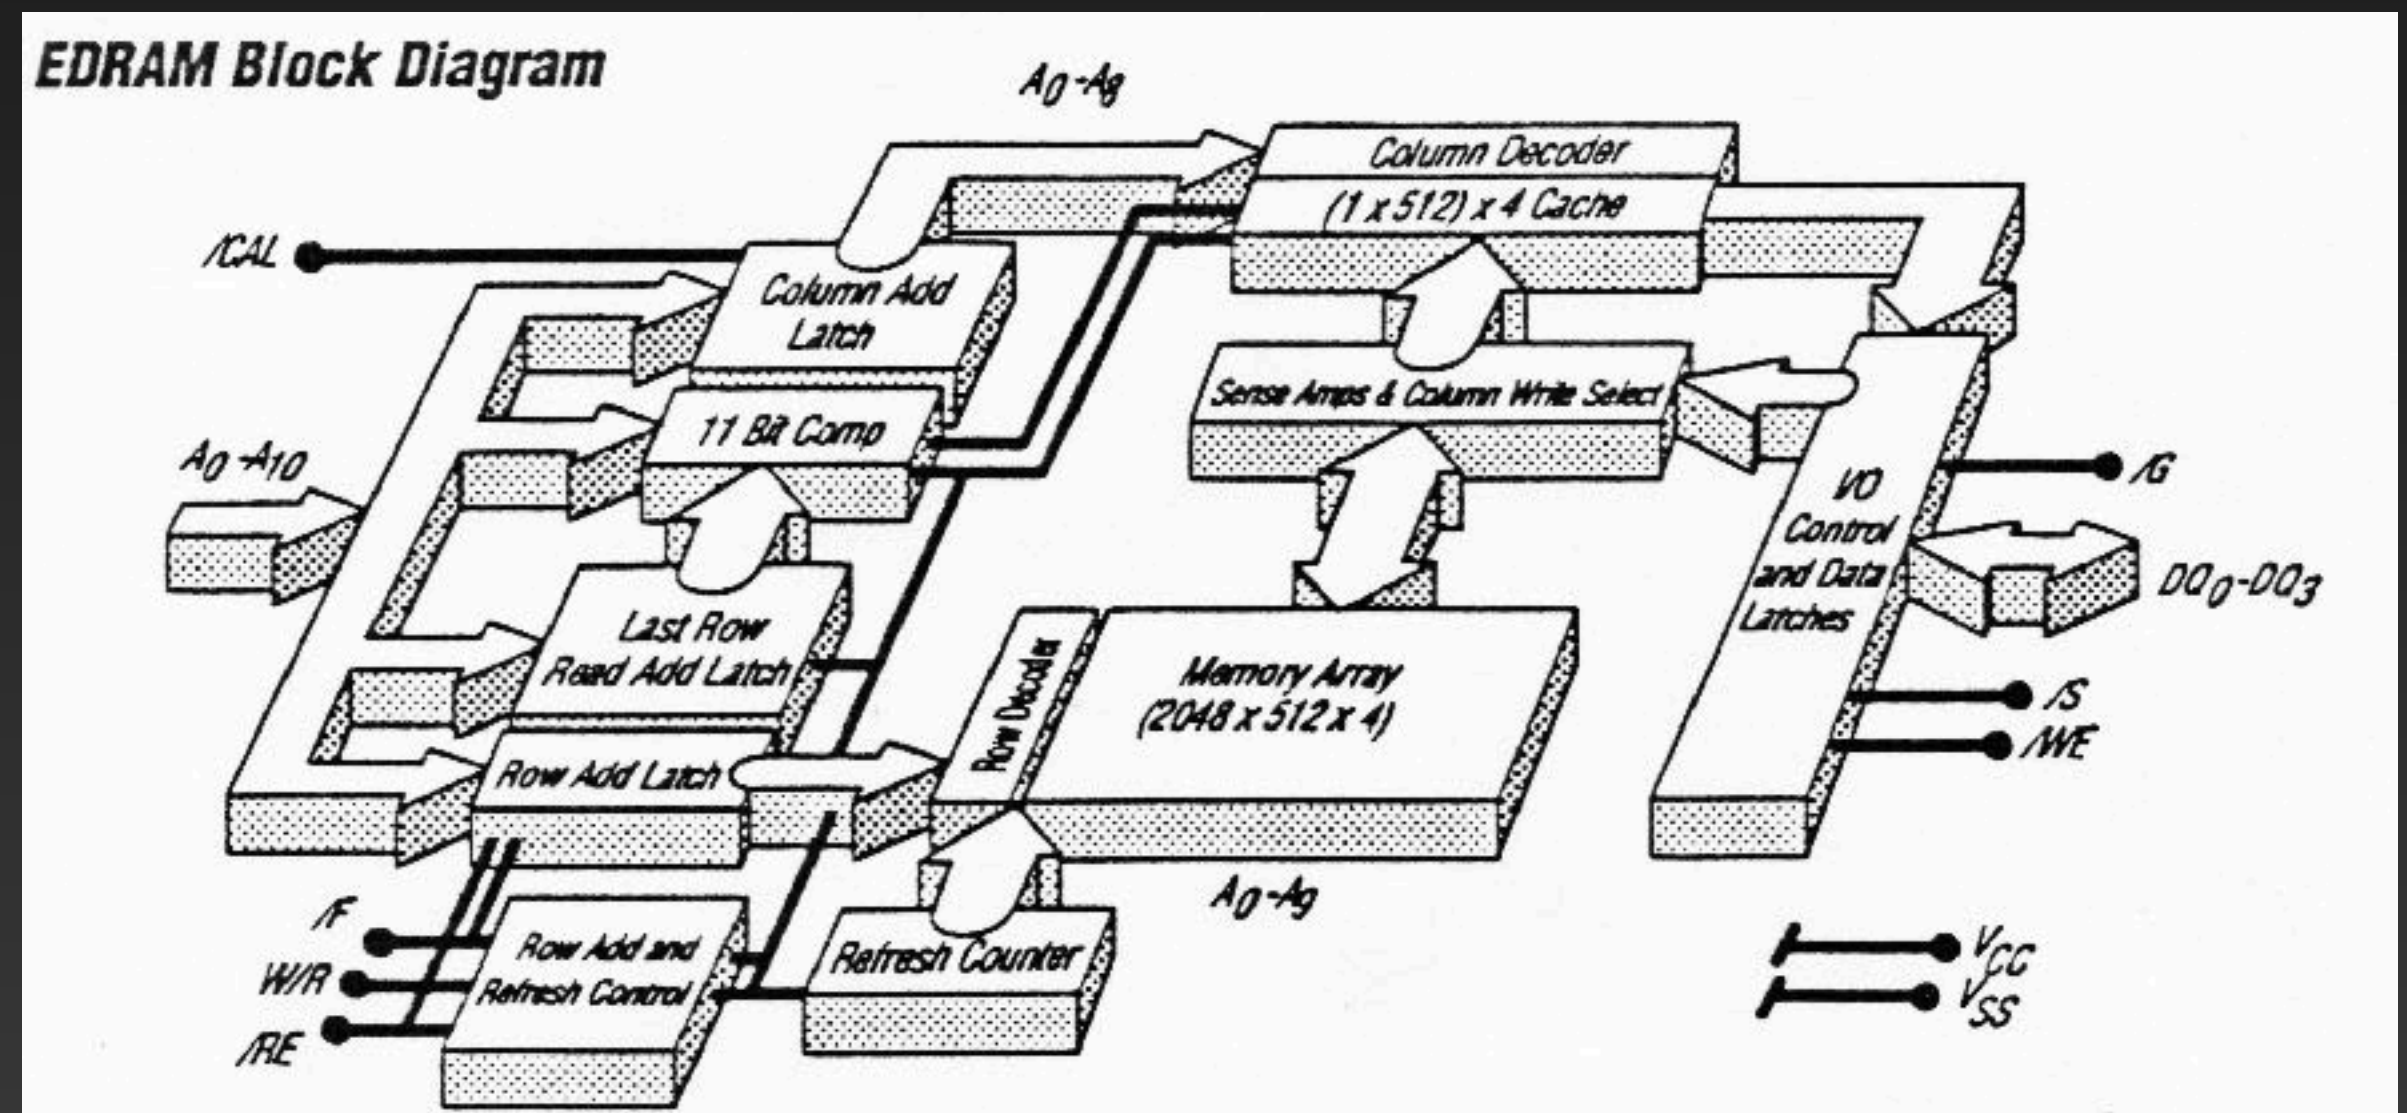 EDRAM Block Diagram
A0-A8
Column Decoder
(1 x 512) x 4 Cache
/CAL
Column Add
Latch
Sense Amps & Column Write Select
11 Bit Comp
A0-A10
/G
I/O
Control
and Data
Latches
DQ0-DQ3
Last Row
Read Add Latch
Row Decoder
Memory Array
(2048 x 512 x 4)
/S
/WE
Row Add Latch
A0-A9
/F
W/R
/RE
Row Add and
Refresh Control
Refresh Counter
VCC
VSS